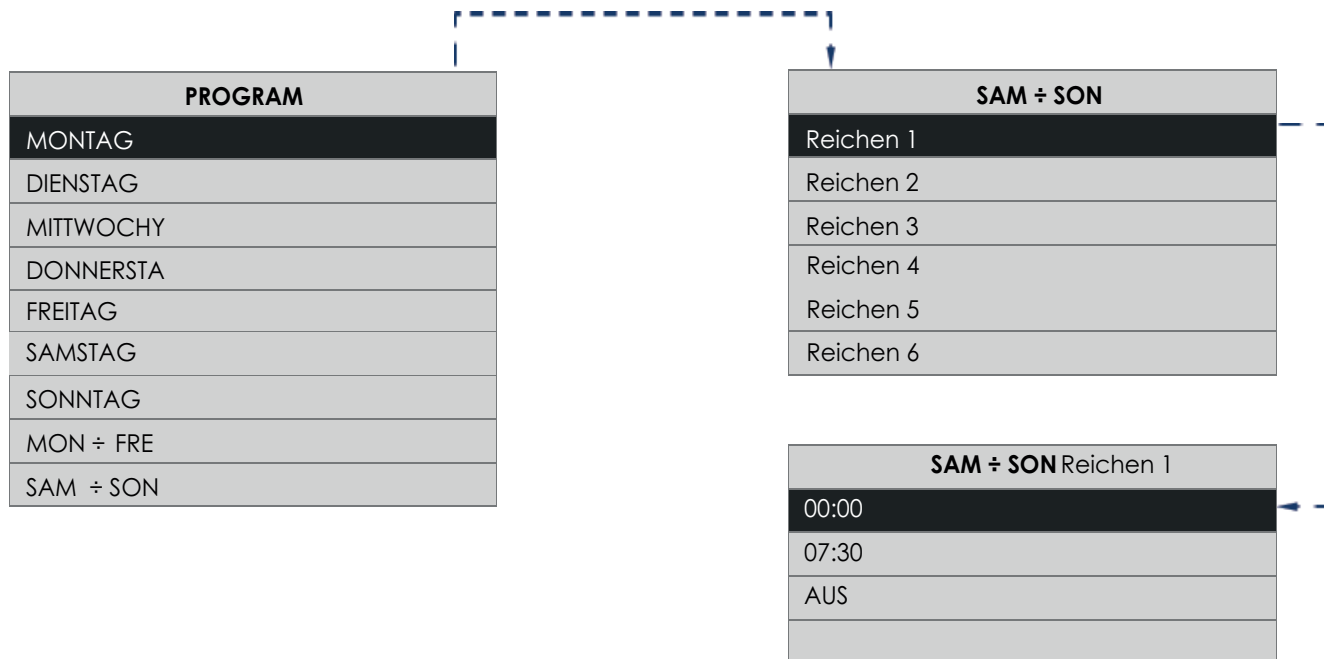 PROGRAM
MONTAG
DIENSTAG
MITTWOCHY
DONNERSTA
FREITAG
SAMSTAG
SONNTAG
MON ÷ FRE
SAM ÷ SON
SAM ÷ SON
Reichen 1
Reichen 2
Reichen 3
Reichen 4
Reichen 5
Reichen 6
SAM ÷ SON Reichen 1
00:00
07:30
AUS